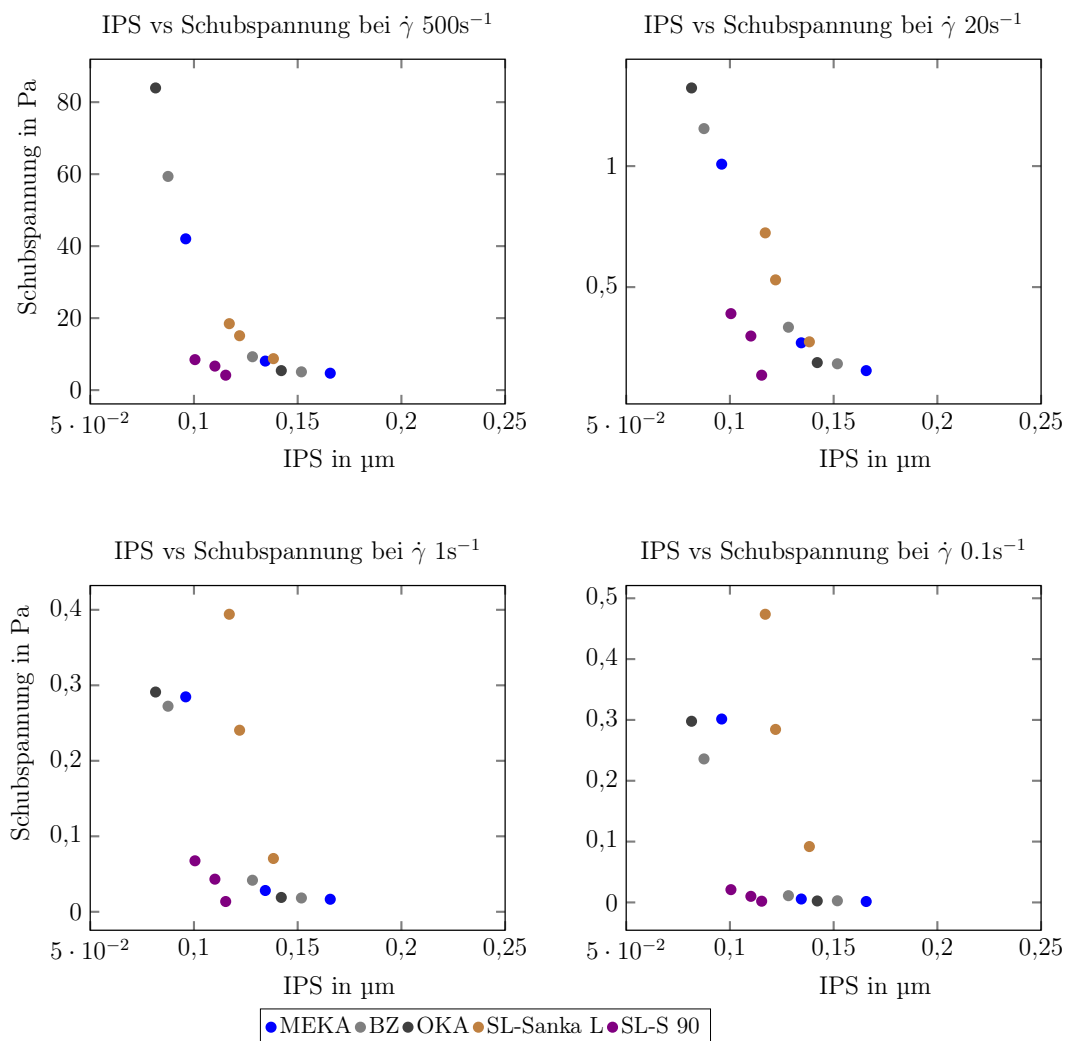 IPS vs Schubspannung bei γ̇ 500s⁻¹
80
60
40
20
0
Schubspannung in Pa
5 · 10⁻²
0,1
0,15
0,2
0,25
IPS in µm
IPS vs Schubspannung bei γ̇ 20s⁻¹
1
0,5
5 · 10⁻²
0,1
0,15
0,2
0,25
IPS in µm
IPS vs Schubspannung bei γ̇ 1s⁻¹
0,4
0,3
0,2
0,1
0
Schubspannung in Pa
5 · 10⁻²
0,1
0,15
0,2
0,25
IPS in µm
IPS vs Schubspannung bei γ̇ 0.1s⁻¹
0,5
0,4
0,3
0,2
0,1
0
5 · 10⁻²
0,1
0,15
0,2
0,25
IPS in µm
MEKA BZ OKA SL-Sanka L SL-S 90